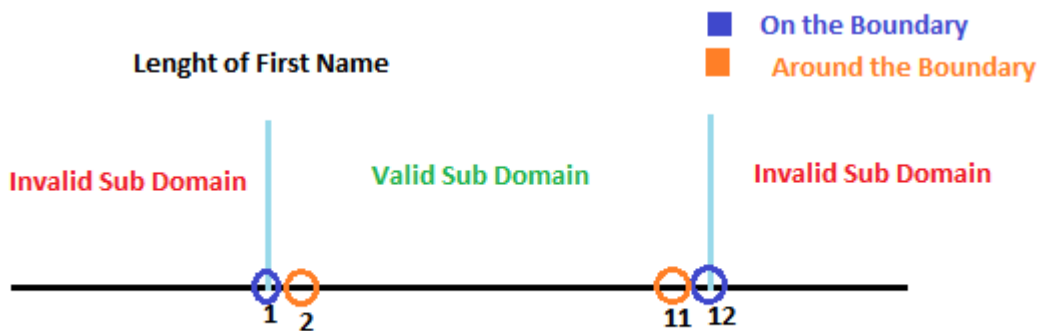 On the Boundary
Lenght of First Name
Around the Boundary
Invalid Sub Domain
Valid Sub Domain
Invalid Sub Domain
1
2
11
12